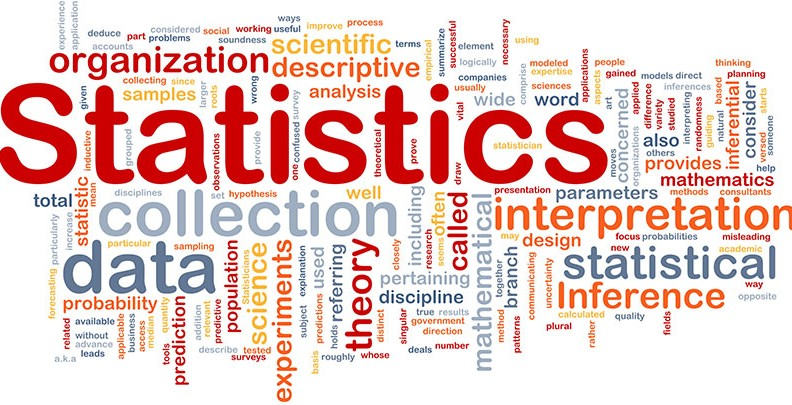 experience
application
deduce
accounts
part
problems
considered
soundness
social
working
ways
useful
improve
process
organization
scientific
terms
empirical
summarize
successful
element
logically
necessary
using
descriptive
collecting
since
samples
larger
roots
wrong
analysis
companies
usually
wide
comprise
modeled
expertise
sciences
word
applications
aspects
people
gained
art
applied
models
direct
difference
variety
studied
inferences
interpreting
randomness
guiding
natural
based
inferential
thinking
planning
consider
versed
starts
someone
given
Statistics
inductive
grouped
observations
provide
one
confused
survey
theoretical
prove
vital
draw
statistician
moves
concerned
organizations
also
others
provides
help
mathematics
total
statistic
mean
disciplines
set
hypothesis
well
including
often
seems
research
called
mathematical
presentation
parameters
methods
consultants
particularly
increase
collection
interpretation
particular
sampling
data
forecasting
population
Statisticians
science
experiments
subject
explanation
used
holds
predictions
basis
referring
theory
closely
distinct
pertaining
discipline
may
design
focus
probabilities
misleading
new
academic
together
branch
communicating
uncertainty
statistical
way
opposite
Inference
probability
related
available
without
advance
leads
a.k.a
applicable
business
access
median
quantity
tools
prediction
addition
relevant
predictive
describe
tested
surveys
roughly
whose
singular
true
results
government
direction
deals
number
method
patterns
plural
calculated
rather
quality
fields